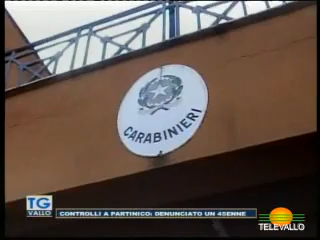 CARABINIERI
TG
VALLO
CONTROLLI A PARTINICO: DENUNCIATO UN 45ENNE
TELEVALLO